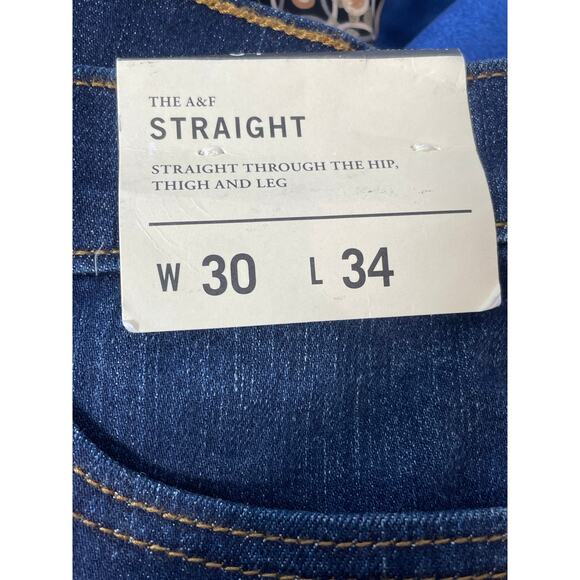 THE A&F
STRAIGHT
STRAIGHT THROUGH THE HIP,
THIGH AND LEG
W 30 L 34